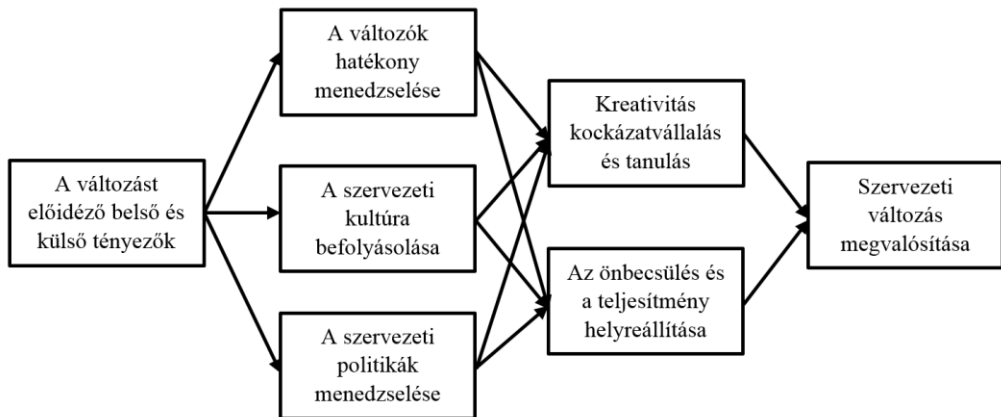 A változást
előidéző belső és
külső tényezők
A változók
hatékony
menedzselése
A szervezeti
kultúra
befolyásolása
A szervezeti
politikák
menedzselése
Kreativitás
kockázatvállalás
és tanulás
Az önbecsülés és
a teljesítmény
helyreállítása
Szervezeti
változás
megvalósítása